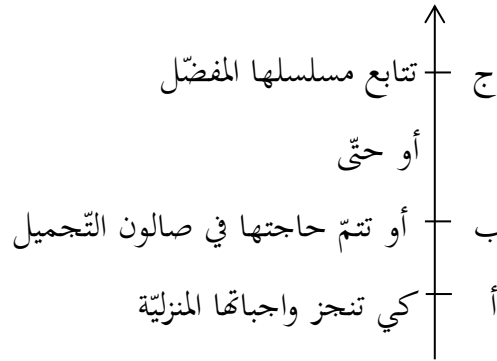 ج تتابع مسلسلها المفضّل
أو حتّى
ب أو تتمّ حاجتها في صالون التّجميل
أ كي تنجز واجباتها المنزليّة